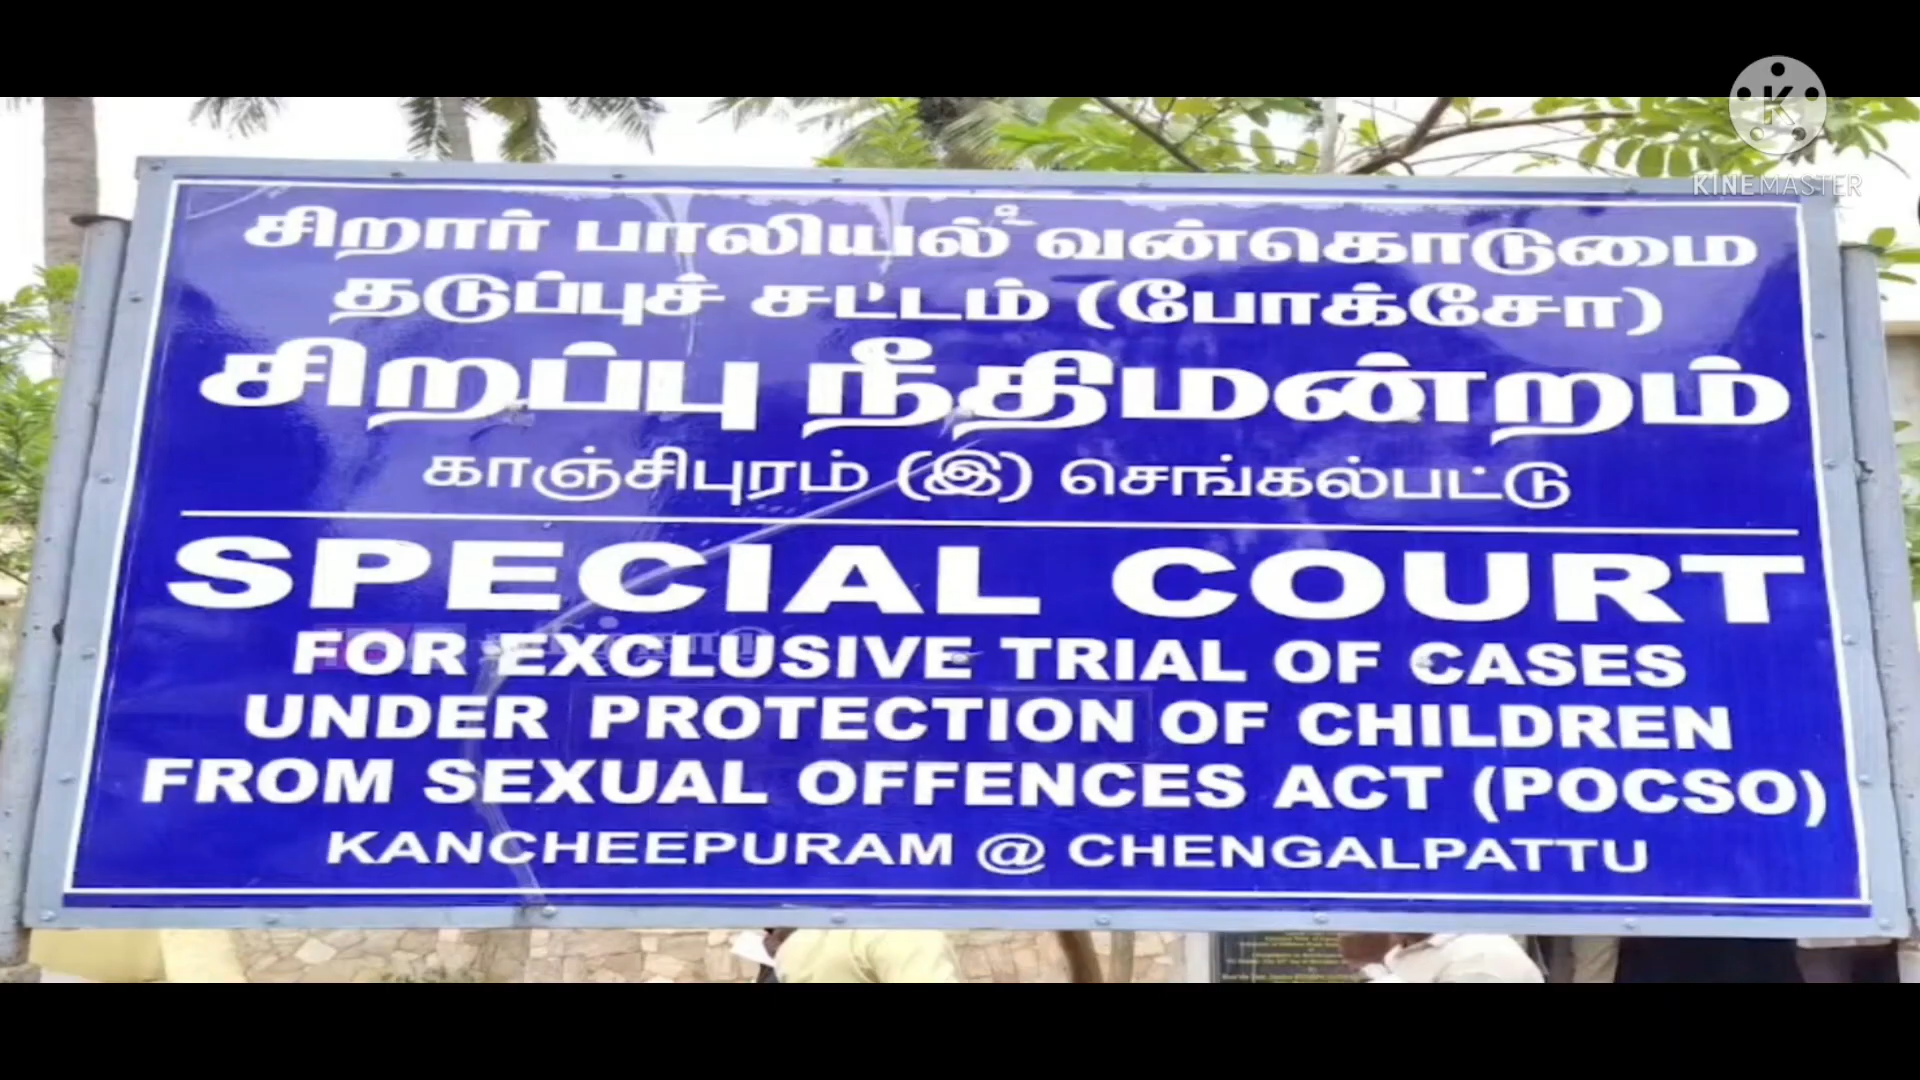 சிறார் பாலியல் வன்கொடுமை
தடுப்புச் சட்டம் (போக்சோ)
சிறப்பு நீதிமன்றம்
காஞ்சிபுரம் (இ) செங்கல்பட்டு
SPECIAL COURT
FOR EXCLUSIVE TRIAL OF CASES
UNDER PROTECTION OF CHILDREN
FROM SEXUAL OFFENCES ACT (POCSO)
KANCHEEPURAM @ CHENGALPATTU
K
KINEMASTER